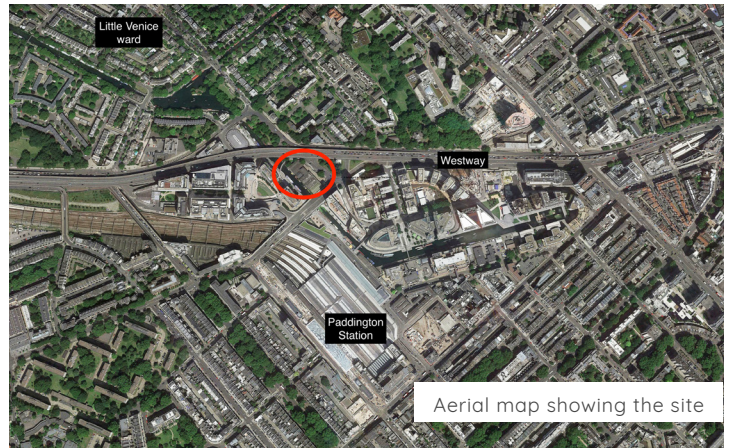 Little Venice
ward
Westway
Paddington
Station
Aerial map showing the site